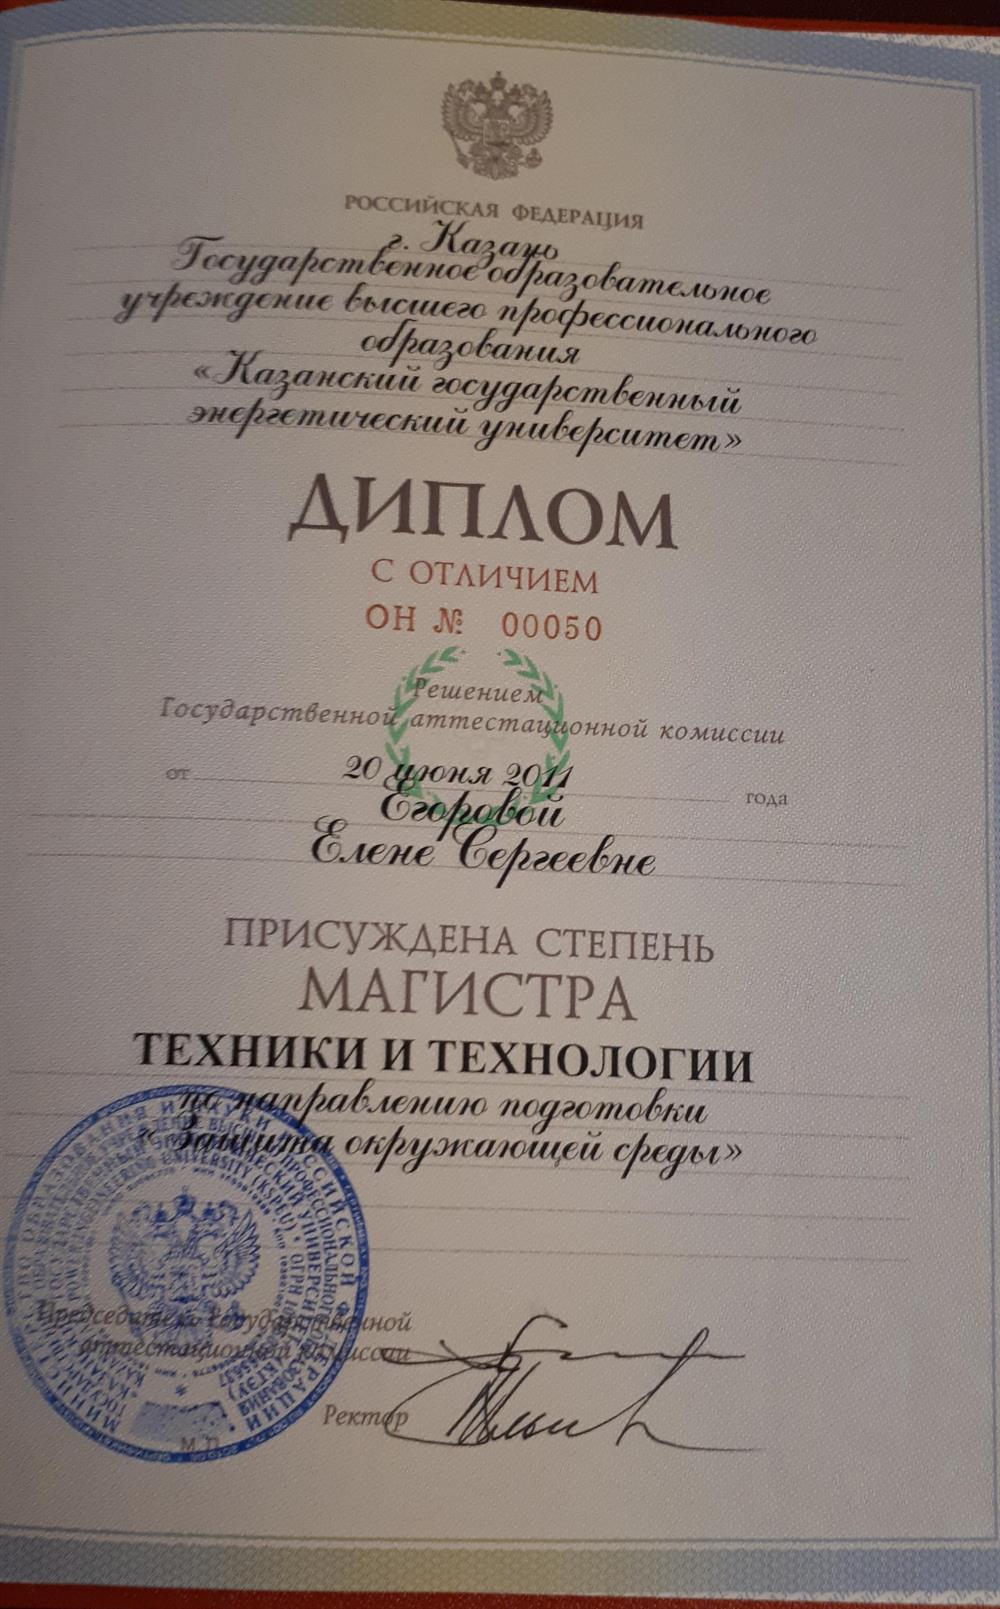 РОССИЙСКАЯ ФЕДЕРАЦИЯ
г. Казань
Государственное образовательное
учреждение высшего профессионального
образования
«Казанский государственный
энергетический университет»
ДИПЛОМ
С ОТЛИЧИЕМ
ОН № 00050
Решением
Государственной аттестационной комиссии
от 20 июня 2011 года
Егоровой
Елене Сергеевне
ПРИСУЖДЕНА СТЕПЕНЬ
МАГИСТРА
ТЕХНИКИ И ТЕХНОЛОГИИ
по направлению подготовки
«Защита окружающей среды»
Председатель Государственной
аттестационной комиссии
Ректор
М.П.